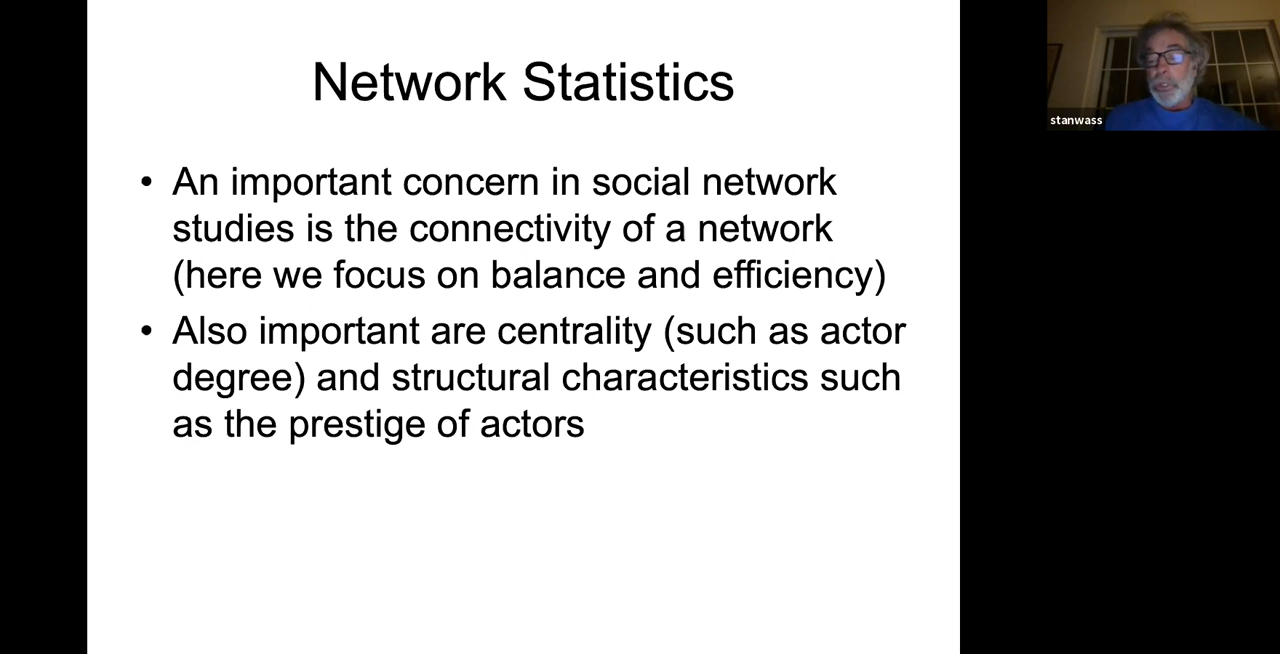 Network Statistics
• An important concern in social network
studies is the connectivity of a network
(here we focus on balance and efficiency)
• Also important are centrality (such as actor
degree) and structural characteristics such
as the prestige of actors
stanwass